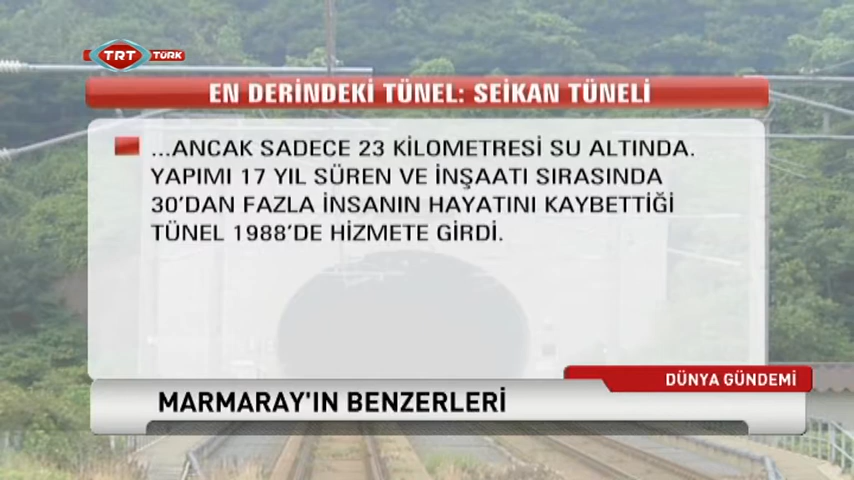 TRT TÜRK
EN DERİNDEKİ TÜNEL: SEİKAN TÜNELİ
...ANCAK SADECE 23 KİLOMETRESİ SU ALTINDA.
YAPIMI 17 YIL SÜREN VE İNŞAATI SIRASINDA
30'DAN FAZLA İNSANIN HAYATINI KAYBETTİĞİ
TÜNEL 1988'DE HİZMETE GİRDİ.
DÜNYA GÜNDEMİ
MARMARAY'IN BENZERLERİ